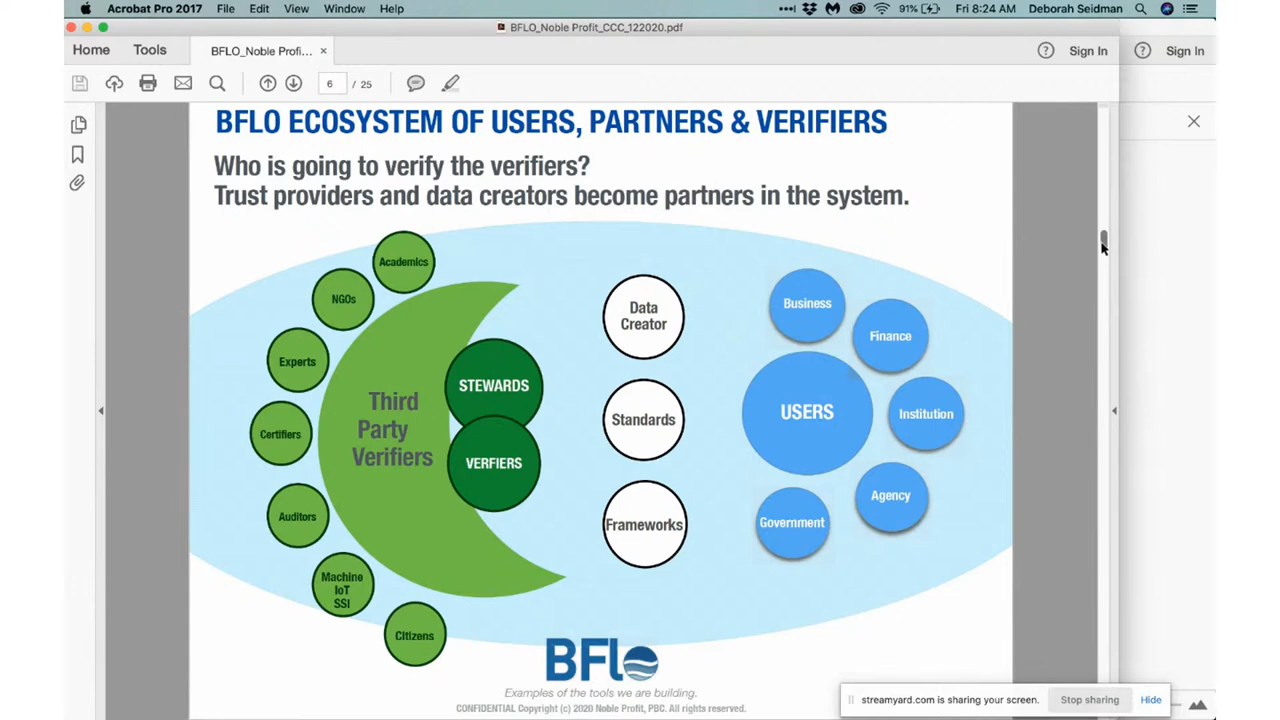 Acrobat Pro 2017 File Edit View Window Help 91% Fri 8:24 AM Deborah Seidman
BFLO_Noble Profit_CCC_122020.pdf
Home Tools BFLO_Noble Profi... × ? Sign In ? Sign In
6 / 25
BFLO ECOSYSTEM OF USERS, PARTNERS & VERIFIERS
Who is going to verify the verifiers?
Trust providers and data creators become partners in the system.
Academics
NGOs
Experts
Certifiers
Auditors
Machine
IoT
SSI
CItizens
Third
Party
Verifiers
STEWARDS
VERFIERS
Data
Creator
Standards
Frameworks
Business
Finance
USERS
Institution
Agency
Government
BFLo
Examples of the tools we are building.
CONFIDENTIAL Copyright (c) 2020 Noble Profit, PBC. All rights reserved.
streamyard.com is sharing your screen. Stop sharing Hide